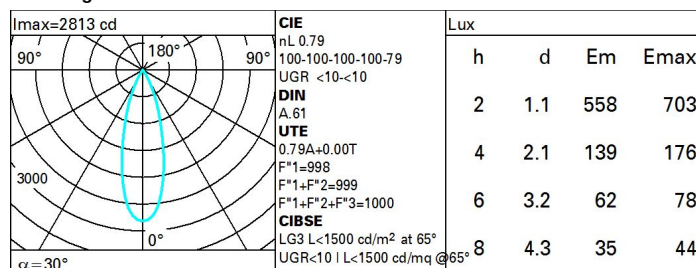 Imax=2813 cd
90°
180°
90°
3000
0°
α=30°
CIE
nL 0.79
100-100-100-100-79
UGR <10-<10
DIN
A.61
UTE
0.79A+0.00T
F"1=998
F"1+F"2=999
F"1+F"2+F"3=1000
CIBSE
LG3 L<1500 cd/m² at 65°
UGR<10 | L<1500 cd/mq @65°
Lux
h d Em Emax
2 1.1 558 703
4 2.1 139 176
6 3.2 62 78
8 4.3 35 44